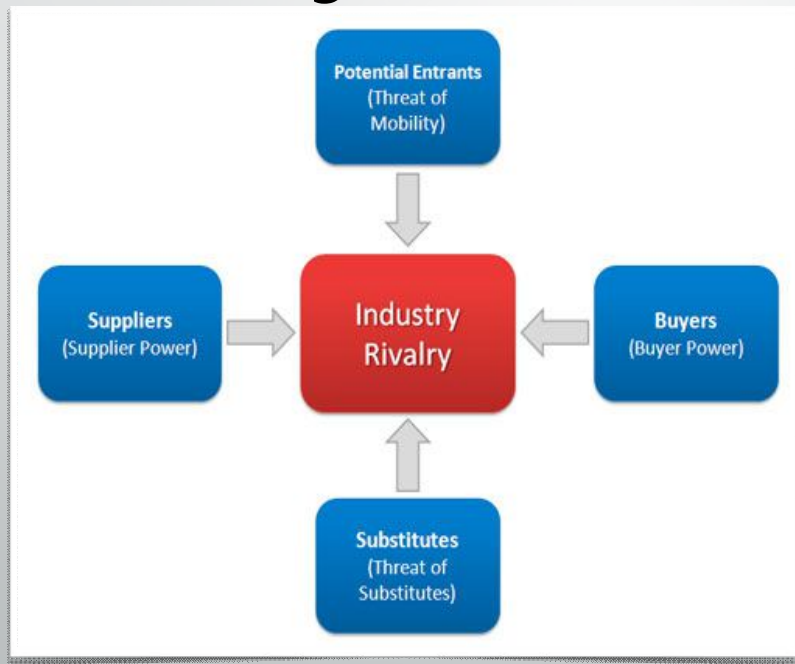 Potential Entrants
(Threat of
Mobility)
Suppliers
(Supplier Power)
Industry
Rivalry
Buyers
(Buyer Power)
Substitutes
(Threat of
Substitutes)